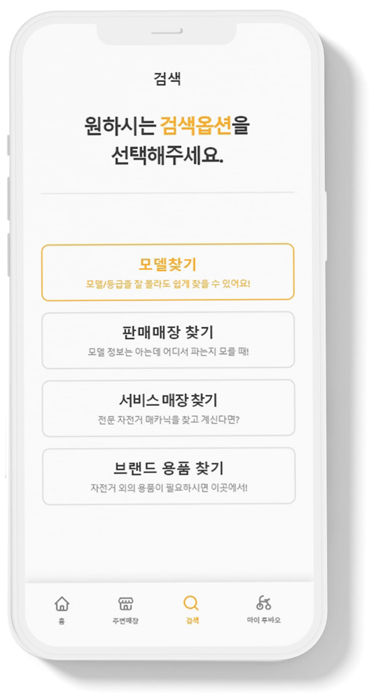 검색
원하시는 검색옵션을
선택해주세요.
모델찾기
모델/등급을 잘 몰라도 쉽게 찾을 수 있어요!
판매매장 찾기
모델 정보는 아는데 어디서 파는지 모를 때!
서비스 매장 찾기
전문 자전거 매카닉을 찾고 계신다면?
브랜드 용품 찾기
자전거 외의 용품이 필요하시면 이곳에서!
홈
주변매장
검색
마이 루바오